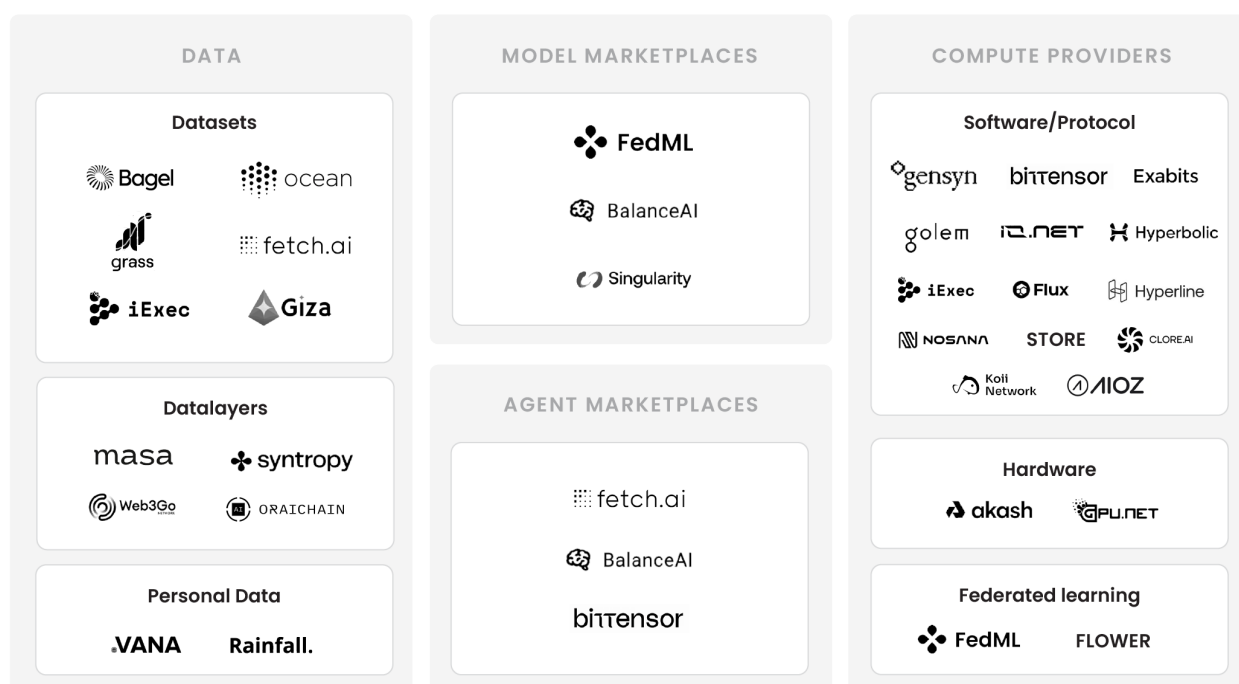 DATA
Datasets
Bagel
ocean
grass
fetch.ai
iExec
Giza
Datalayers
masa
syntropy
Web3Go
AI ORAICHAIN
Personal Data
.VANA
Rainfall.
MODEL MARKETPLACES
FedML
BalanceAI
Singularity
AGENT MARKETPLACES
fetch.ai
BalanceAI
bittensor
COMPUTE PROVIDERS
Software/Protocol
gensyn
bittensor
Exabits
golem
io.net
Hyperbolic
iExec
Flux
Hyperline
NOSANA
STORE
CLORE.AI
Koii
Network
AIOZ
Hardware
akash
GPU.NET
Federated learning
FedML
FLOWER